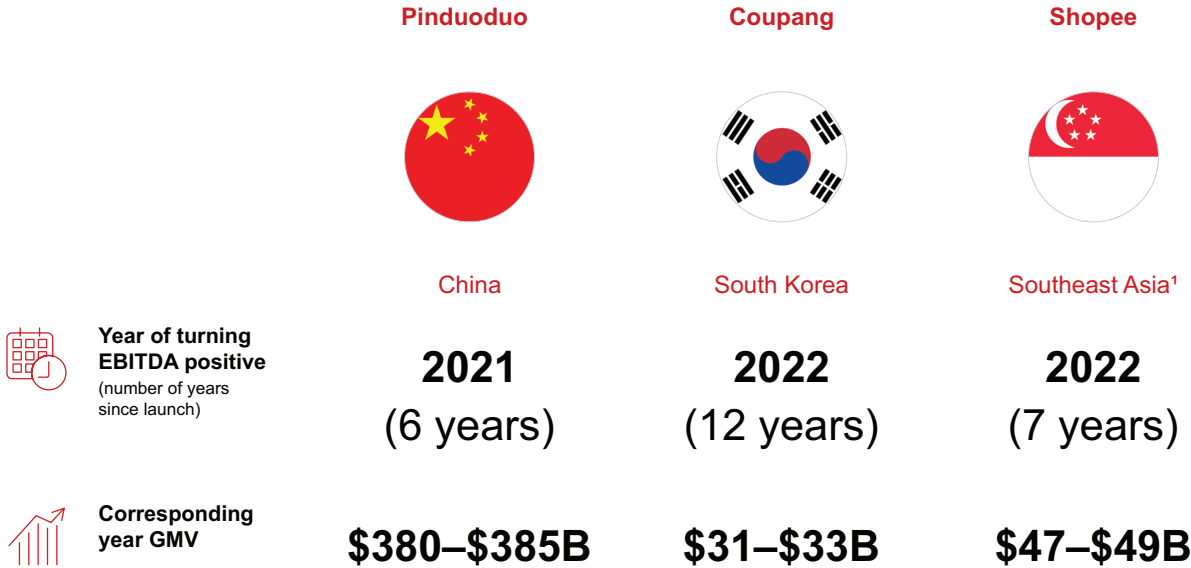 Pinduoduo
Coupang
Shopee
China
South Korea
Southeast Asia¹
Year of turning
EBITDA positive
(number of years
since launch)
2021
(6 years)
2022
(12 years)
2022
(7 years)
Corresponding
year GMV
$380–$385B
$31–$33B
$47–$49B